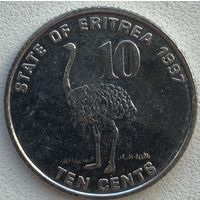 STATE OF ERITREA 1997
10
TEN CENTS